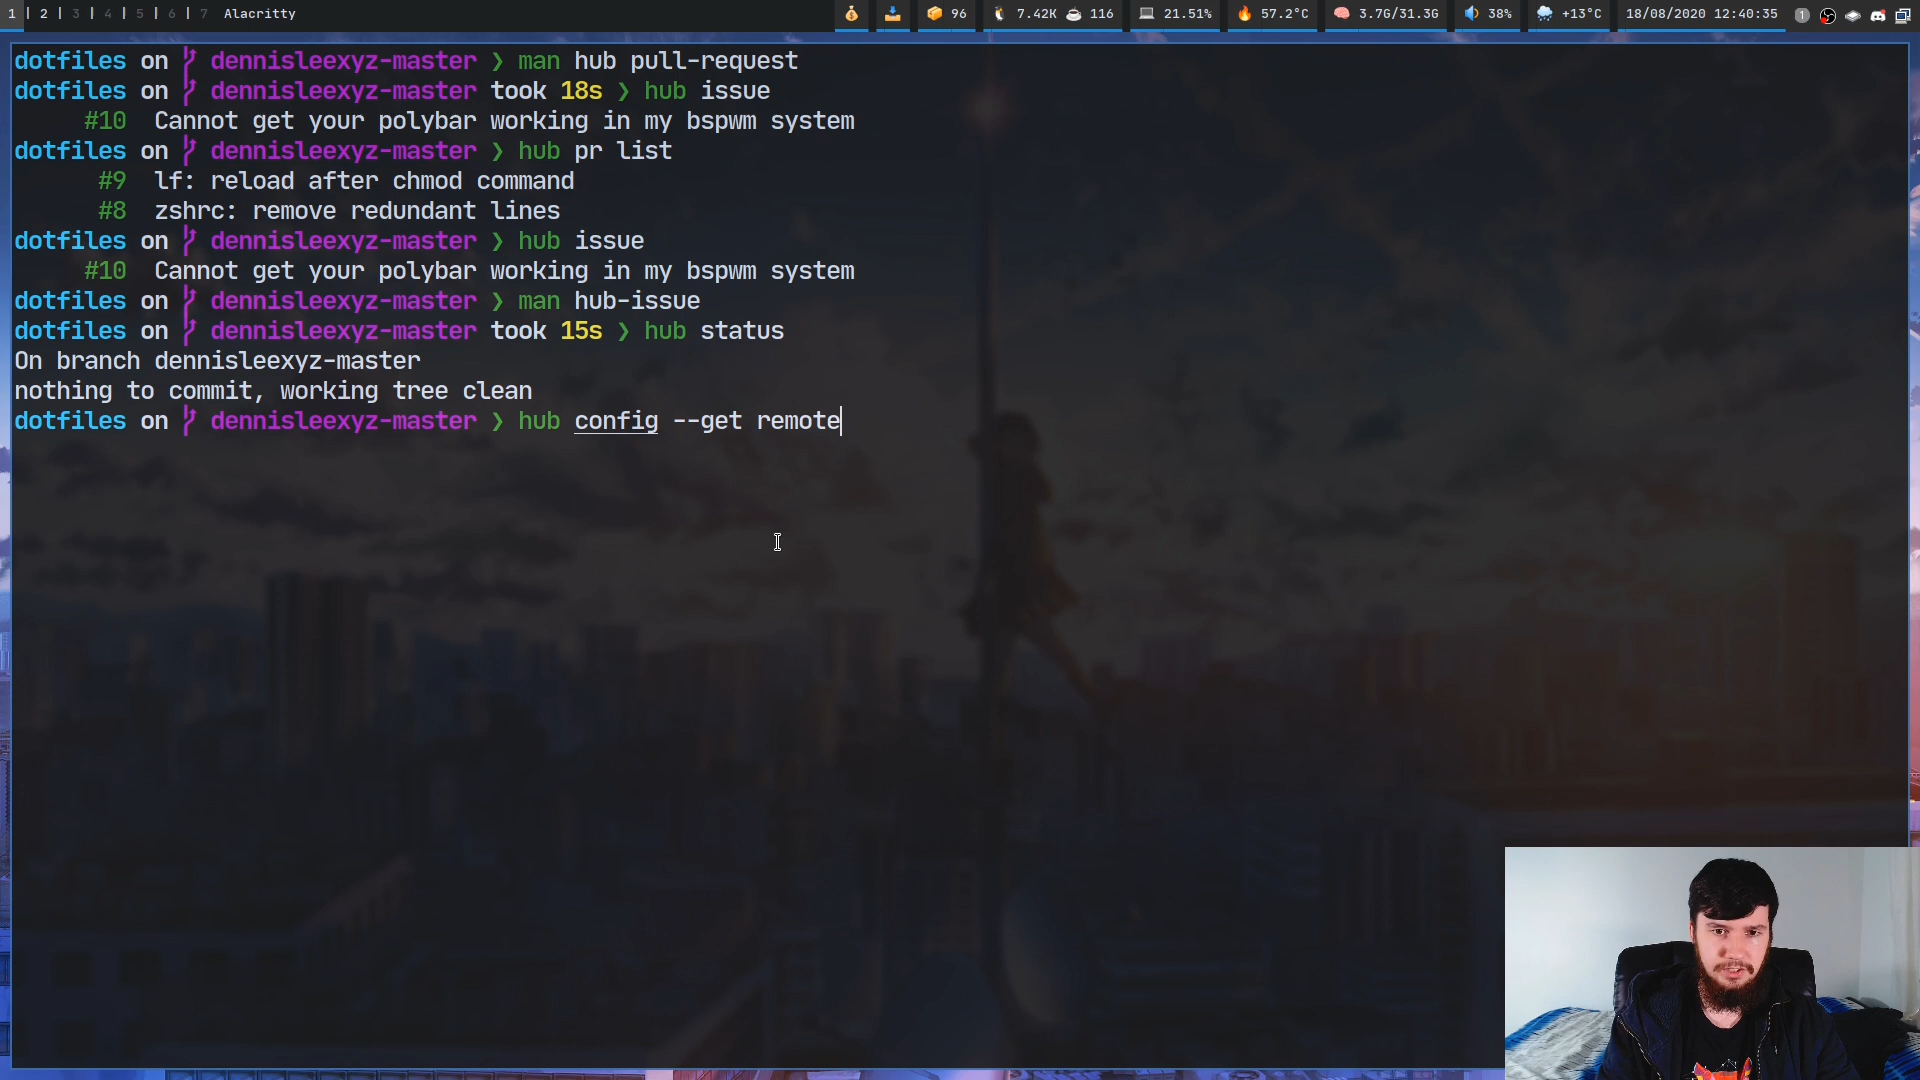 1 | 2 | 3 | 4 | 5 | 6 | 7 Alacritty 96 7.42K 116 21.51% 57.2°C 3.7G/31.3G 38% +13°C 18/08/2020 12:40:35 1
dotfiles on dennisleexyz-master ❯ man hub pull-request
dotfiles on dennisleexyz-master took 18s ❯ hub issue
#10 Cannot get your polybar working in my bspwm system
dotfiles on dennisleexyz-master ❯ hub pr list
#9 lf: reload after chmod command
#8 zshrc: remove redundant lines
dotfiles on dennisleexyz-master ❯ hub issue
#10 Cannot get your polybar working in my bspwm system
dotfiles on dennisleexyz-master ❯ man hub-issue
dotfiles on dennisleexyz-master took 15s ❯ hub status
On branch dennisleexyz-master
nothing to commit, working tree clean
dotfiles on dennisleexyz-master ❯ hub config --get remote